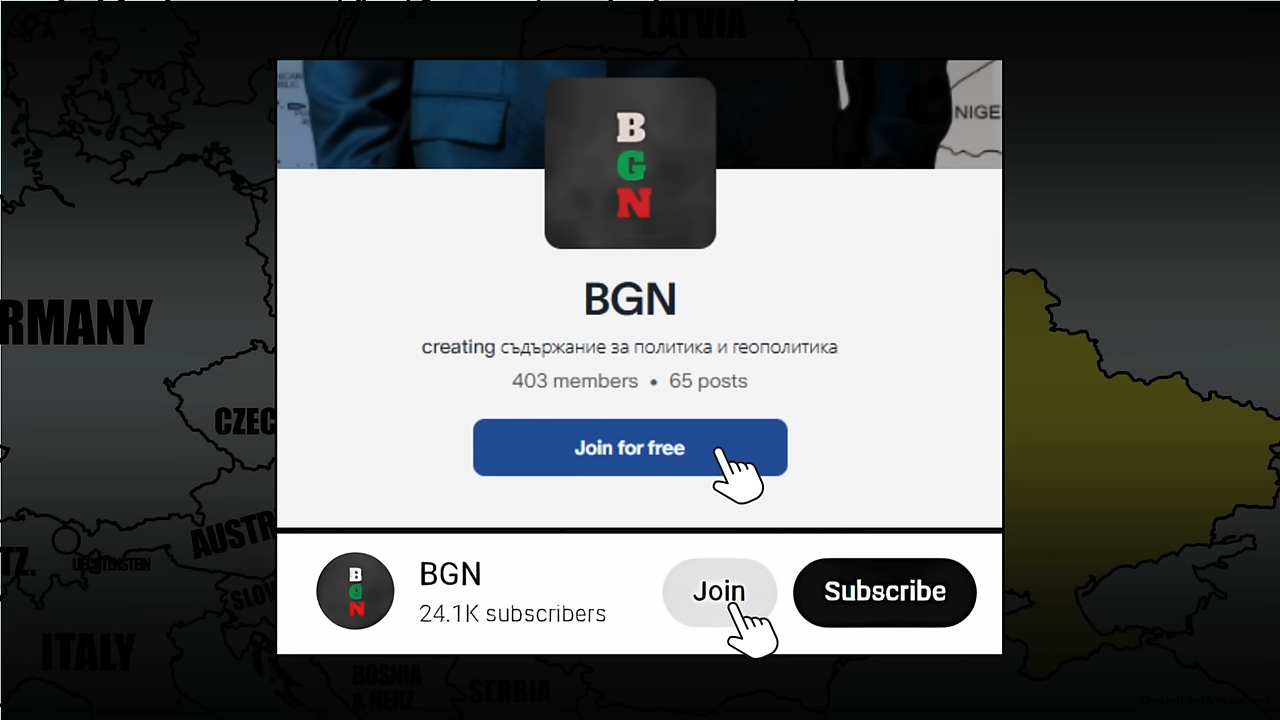 LATVIA
NIGE
B
G
N
BGN
creating съдържание за политика и геополитика
403 members • 65 posts
Join for free
RMANY
CZEC
AUSTR
TZ.
LIECHTENSTEIN
SLOV
ITALY
BOSNIA
& HERZ.
SERBIA
B
G
N
BGN
24.1K subscribers
Join
Subscribe